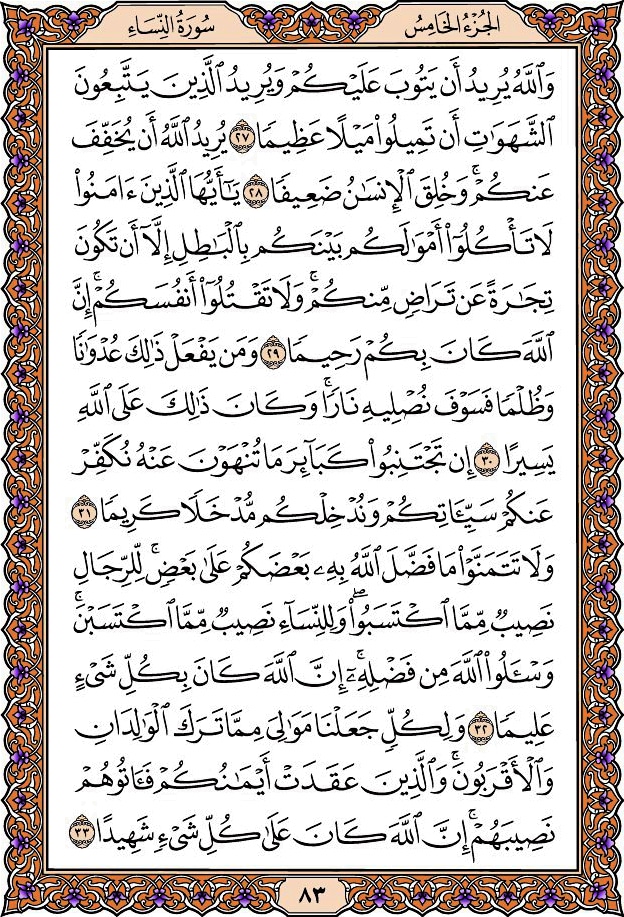 الجُزْءُ الخَامِسُ
سُورَةُ النِّسَاءِ
وَٱللَّهُ يُرِيدُ أَن يَتُوبَ عَلَيْكُمْ وَيُرِيدُ ٱلَّذِينَ يَتَّبِعُونَ
ٱلشَّهَوَٰتِ أَن تَمِيلُوا۟ مَيْلًا عَظِيمًا ٢٧ يُرِيدُ ٱللَّهُ أَن يُخَفِّفَ
عَنكُمْ ۚ وَخُلِقَ ٱلْإِنسَٰنُ ضَعِيفًا ٢٨ يَٰٓأَيُّهَا ٱلَّذِينَ ءَامَنُوا۟
لَا تَأْكُلُوٓا۟ أَمْوَٰلَكُم بَيْنَكُم بِٱلْبَٰطِلِ إِلَّآ أَن تَكُونَ
تِجَٰرَةً عَن تَرَاضٍ مِّنكُمْ ۚ وَلَا تَقْتُلُوٓا۟ أَنفُسَكُمْ ۚ إِنَّ
ٱللَّهَ كَانَ بِكُمْ رَحِيمًا ٢٩ وَمَن يَفْعَلْ ذَٰلِكَ عُدْوَٰنًا
وَظُلْمًا فَسَوْفَ نُصْلِيهِ نَارًا ۚ وَكَانَ ذَٰلِكَ عَلَى ٱللَّهِ
يَسِيرًا ٣٠ إِن تَجْتَنِبُوا۟ كَبَآئِرَ مَا تُنْهَوْنَ عَنْهُ نُكَفِّرْ
عَنكُمْ سَيِّـَٔاتِكُمْ وَنُدْخِلْكُم مُّدْخَلًا كَرِيمًا ٣١
وَلَا تَتَمَنَّوْا۟ مَا فَضَّلَ ٱللَّهُ بِهِۦ بَعْضَكُمْ عَلَىٰ بَعْضٍ ۚ لِّلرِّجَالِ
نَصِيبٌ مِّمَّا ٱكْتَسَبُوا۟ ۖ وَلِلنِّسَآءِ نَصِيبٌ مِّمَّا ٱكْتَسَبْنَ ۚ
وَسْـَٔلُوا۟ ٱللَّهَ مِن فَضْلِهِۦٓ ۗ إِنَّ ٱللَّهَ كَانَ بِكُلِّ شَىْءٍ
عَلِيمًا ٣٢ وَلِكُلٍّ جَعَلْنَا مَوَٰلِىَ مِمَّا تَرَكَ ٱلْوَٰلِدَانِ
وَٱلْأَقْرَبُونَ ۚ وَٱلَّذِينَ عَقَدَتْ أَيْمَٰنُكُمْ فَـَٔاتُوهُمْ
نَصِيبَهُمْ ۚ إِنَّ ٱللَّهَ كَانَ عَلَىٰ كُلِّ شَىْءٍ شَهِيدًا ٣٣
٨٣